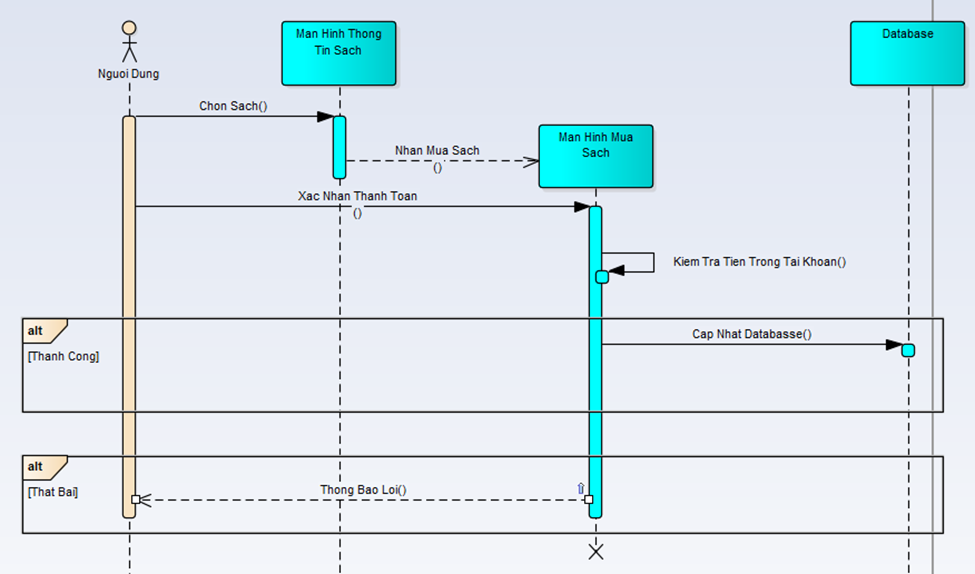 Man Hinh Thong
Tin Sach
Database
Nguoi Dung
Chon Sach()
Man Hinh Mua
Sach
Nhan Mua Sach
()
Xac Nhan Thanh Toan
()
Kiem Tra Tien Trong Tai Khoan()
alt
Cap Nhat Databasse()
[Thanh Cong]
alt
[That Bai]
Thong Bao Loi()